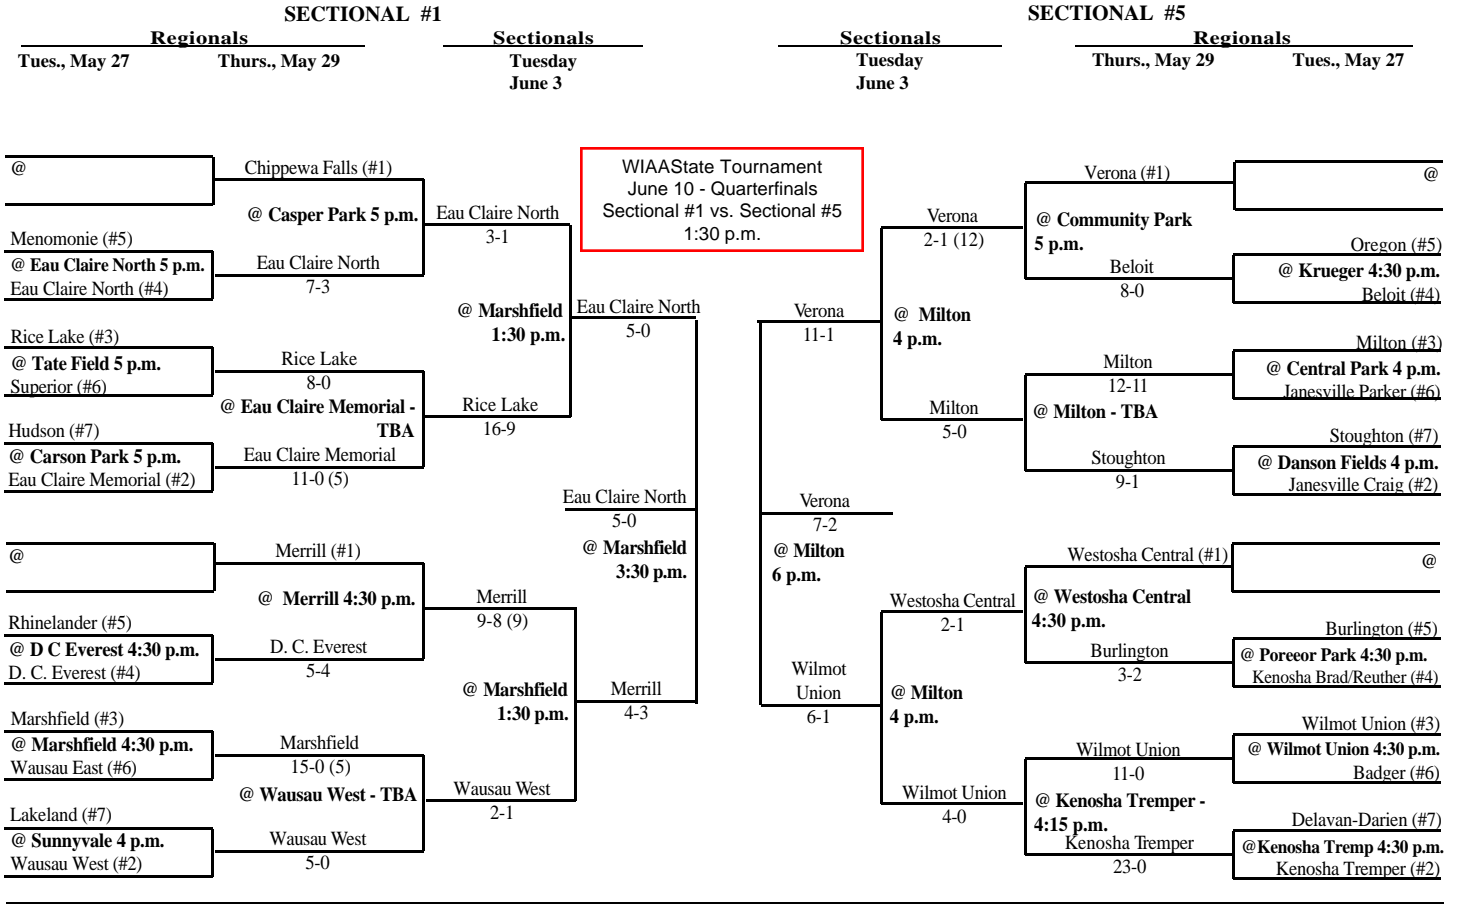 SECTIONAL #1
Regionals
Sectionals
Tues., May 27
Thurs., May 29
Tuesday
June 3
@
Menomonie (#5)
@ Eau Claire North 5 p.m.
Eau Claire North (#4)
Rice Lake (#3)
@ Tate Field 5 p.m.
Superior (#6)
Hudson (#7)
@ Carson Park 5 p.m.
Eau Claire Memorial (#2)
@
Rhinelander (#5)
@ D C Everest 4:30 p.m.
D. C. Everest (#4)
Marshfield (#3)
@ Marshfield 4:30 p.m.
Wausau East (#6)
Lakeland (#7)
@ Sunnyvale 4 p.m.
Wausau West (#2)
Chippewa Falls (#1)
@ Casper Park 5 p.m.
Eau Claire North
7-3
Rice Lake
8-0
@ Eau Claire Memorial -
TBA
Eau Claire Memorial
11-0 (5)
Merrill (#1)
@ Merrill 4:30 p.m.
D. C. Everest
5-4
Marshfield
15-0 (5)
@ Wausau West - TBA
Wausau West
5-0
Eau Claire North
3-1
@ Marshfield
1:30 p.m.
Rice Lake
16-9
Merrill
9-8 (9)
@ Marshfield
1:30 p.m.
Wausau West
2-1
Eau Claire North
5-0
Eau Claire North
5-0
@ Marshfield
3:30 p.m.
Merrill
4-3
WIAAState Tournament
June 10 - Quarterfinals
Sectional #1 vs. Sectional #5
1:30 p.m.
SECTIONAL #5
Sectionals
Regionals
Tuesday
June 3
Thurs., May 29
Tues., May 27
Verona
11-1
Verona
7-2
@ Milton
6 p.m.
Wilmot
Union
6-1
Verona
2-1 (12)
@ Milton
4 p.m.
Milton
5-0
Westosha Central
2-1
@ Milton
4 p.m.
Wilmot Union
4-0
Verona (#1)
@ Community Park
5 p.m.
Beloit
8-0
Milton
12-11
@ Milton - TBA
Stoughton
9-1
Westosha Central (#1)
@ Westosha Central
4:30 p.m.
Burlington
3-2
Wilmot Union
11-0
@ Kenosha Tremper -
4:15 p.m.
Kenosha Tremper
23-0
@
Oregon (#5)
@ Krueger 4:30 p.m.
Beloit (#4)
Milton (#3)
@ Central Park 4 p.m.
Janesville Parker (#6)
Stoughton (#7)
@ Danson Fields 4 p.m.
Janesville Craig (#2)
@
Burlington (#5)
@ Poreeor Park 4:30 p.m.
Kenosha Brad/Reuther (#4)
Wilmot Union (#3)
@ Wilmot Union 4:30 p.m.
Badger (#6)
Delavan-Darien (#7)
@Kenosha Tremp 4:30 p.m.
Kenosha Tremper (#2)